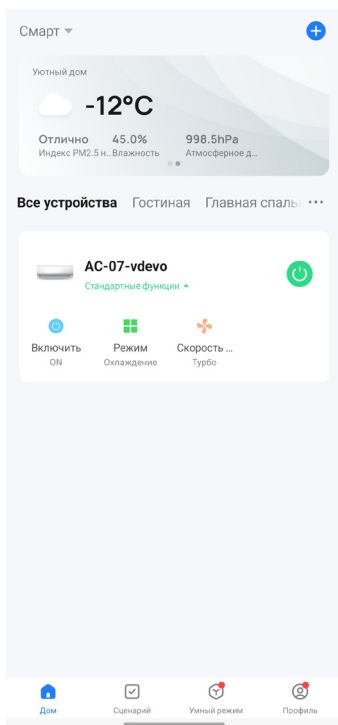 Смарт
Уютный дом
-12°C
Отлично 45.0% 998.5hPa
Индекс PM2.5 н... Влажность Атмосферное д...
Все устройства Гостиная Главная спаль
AC-07-vdevo
Стандартные функции
Включить Режим Скорость ...
ON Охлаждение Турбо
Дом Сценарий Умный режим Профиль